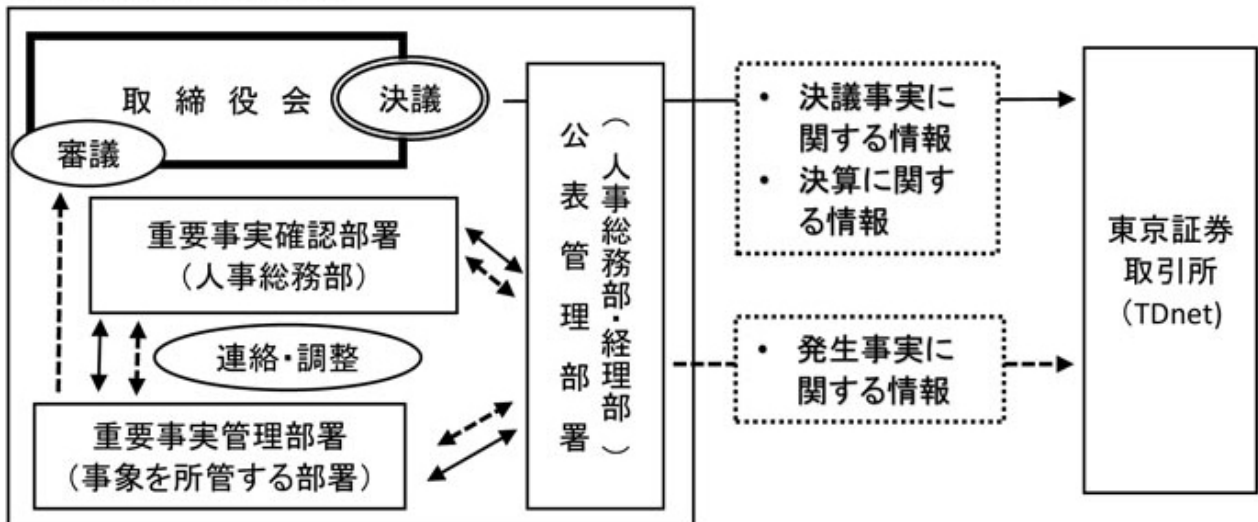 取締役会
決議
審議
重要事実確認部署
（人事総務部）
連絡・調整
重要事実管理部署
（事象を所管する部署）
公表管理部署
（人事総務部・経理部）
・ 決議事実に
関する情報
・ 決算に関す
る情報
・ 発生事実に
関する情報
東京証券
取引所
（TDnet)